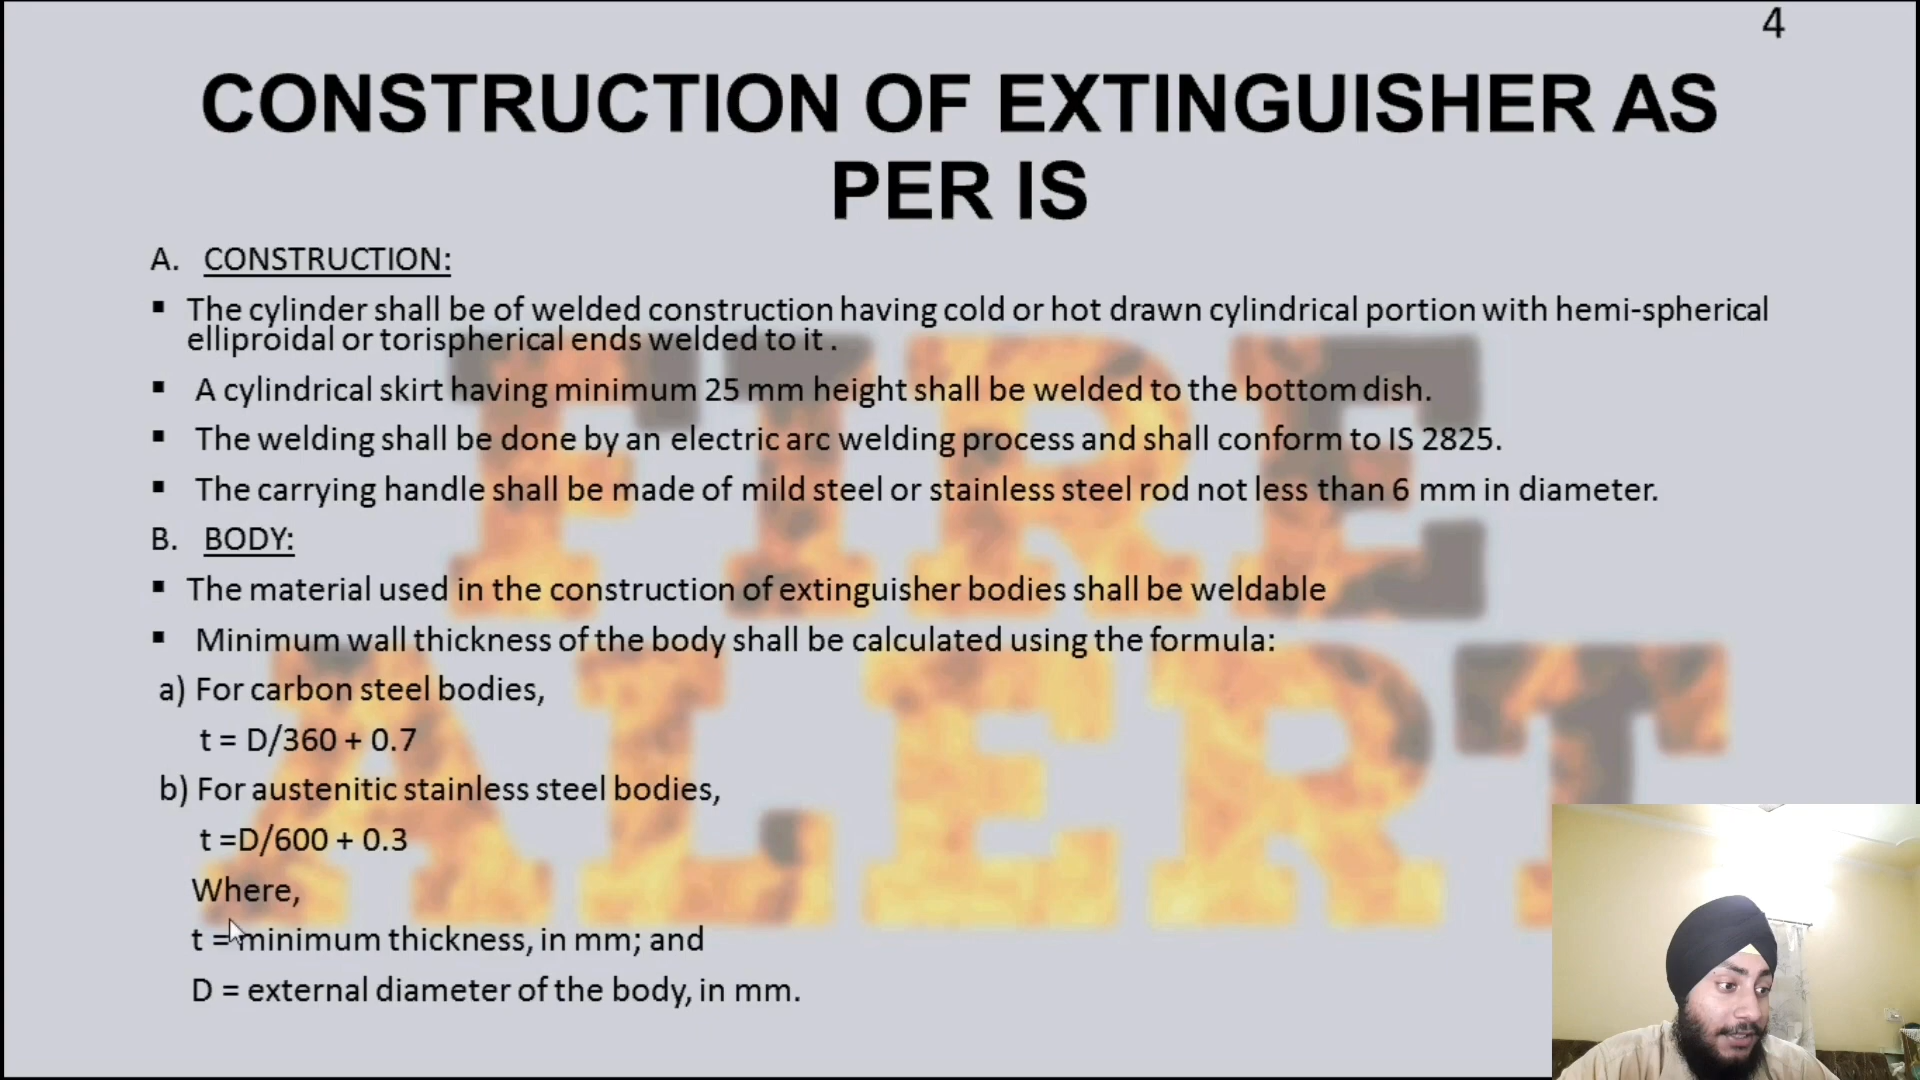 4
CONSTRUCTION OF EXTINGUISHER AS
PER IS
A. CONSTRUCTION:
▪ The cylinder shall be of welded construction having cold or hot drawn cylindrical portion with hemi-spherical
elliproidal or torispherical ends welded to it .
▪ A cylindrical skirt having minimum 25 mm height shall be welded to the bottom dish.
▪ The welding shall be done by an electric arc welding process and shall conform to IS 2825.
▪ The carrying handle shall be made of mild steel or stainless steel rod not less than 6 mm in diameter.
B. BODY:
▪ The material used in the construction of extinguisher bodies shall be weldable
▪ Minimum wall thickness of the body shall be calculated using the formula:
a) For carbon steel bodies,
t = D/360 + 0.7
b) For austenitic stainless steel bodies,
t =D/600 + 0.3
Where,
t = minimum thickness, in mm; and
D = external diameter of the body, in mm.
FIRE
ALERT